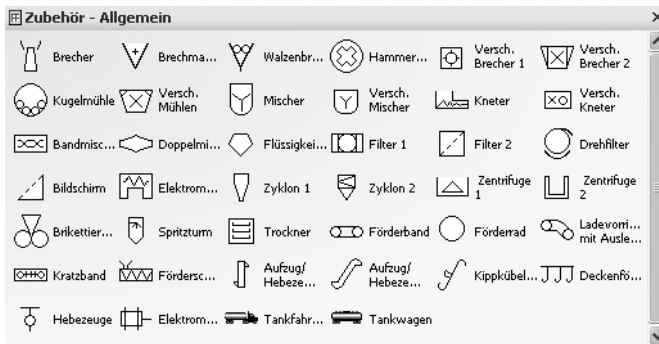 Zubehör - Allgemein
Brecher
Brechma...
Walzenbr...
Hammer...
Versch.
Brecher 1
Versch.
Brecher 2
Kugelmühle
Versch.
Mühlen
Mischer
Versch.
Mischer
Kneter
Versch.
Kneter
Bandmisc...
Doppelmi...
Flüssigkei...
Filter 1
Filter 2
Drehfilter
Bildschirm
Elektrom...
Zyklon 1
Zyklon 2
Zentrifuge
1
Zentrifuge
2
Brikettier...
Spritzturm
Trockner
Förderband
Förderrad
Ladevorri...
mit Ausle...
Kratzband
Fördersc...
Aufzug/
Hebeze...
Aufzug/
Hebeze...
Kippkübel...
Deckenfö...
Hebezeuge
Elektrom...
Tankfahr...
Tankwagen